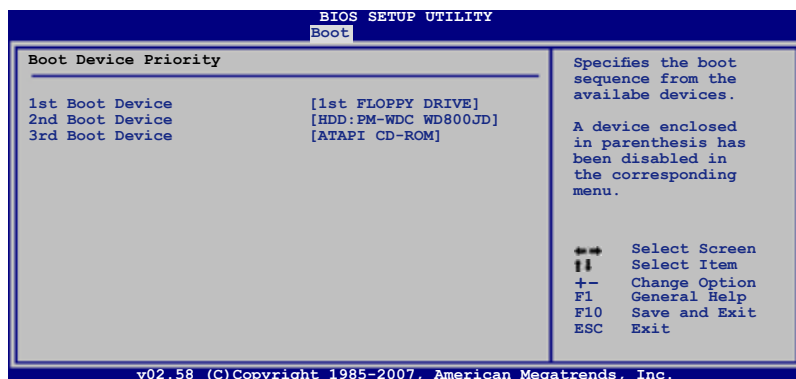 BIOS SETUP UTILITY
Boot
Boot Device Priority
1st Boot Device [1st FLOPPY DRIVE]
2nd Boot Device [HDD:PM-WDC WD800JD]
3rd Boot Device [ATAPI CD-ROM]
Specifies the boot
sequence from the
availabe devices.
A device enclosed
in parenthesis has
been disabled in
the corresponding
menu.
Select Screen
Select Item
+- Change Option
F1 General Help
F10 Save and Exit
ESC Exit
v02.58 (C)Copyright 1985-2007, American Megatrends, Inc.